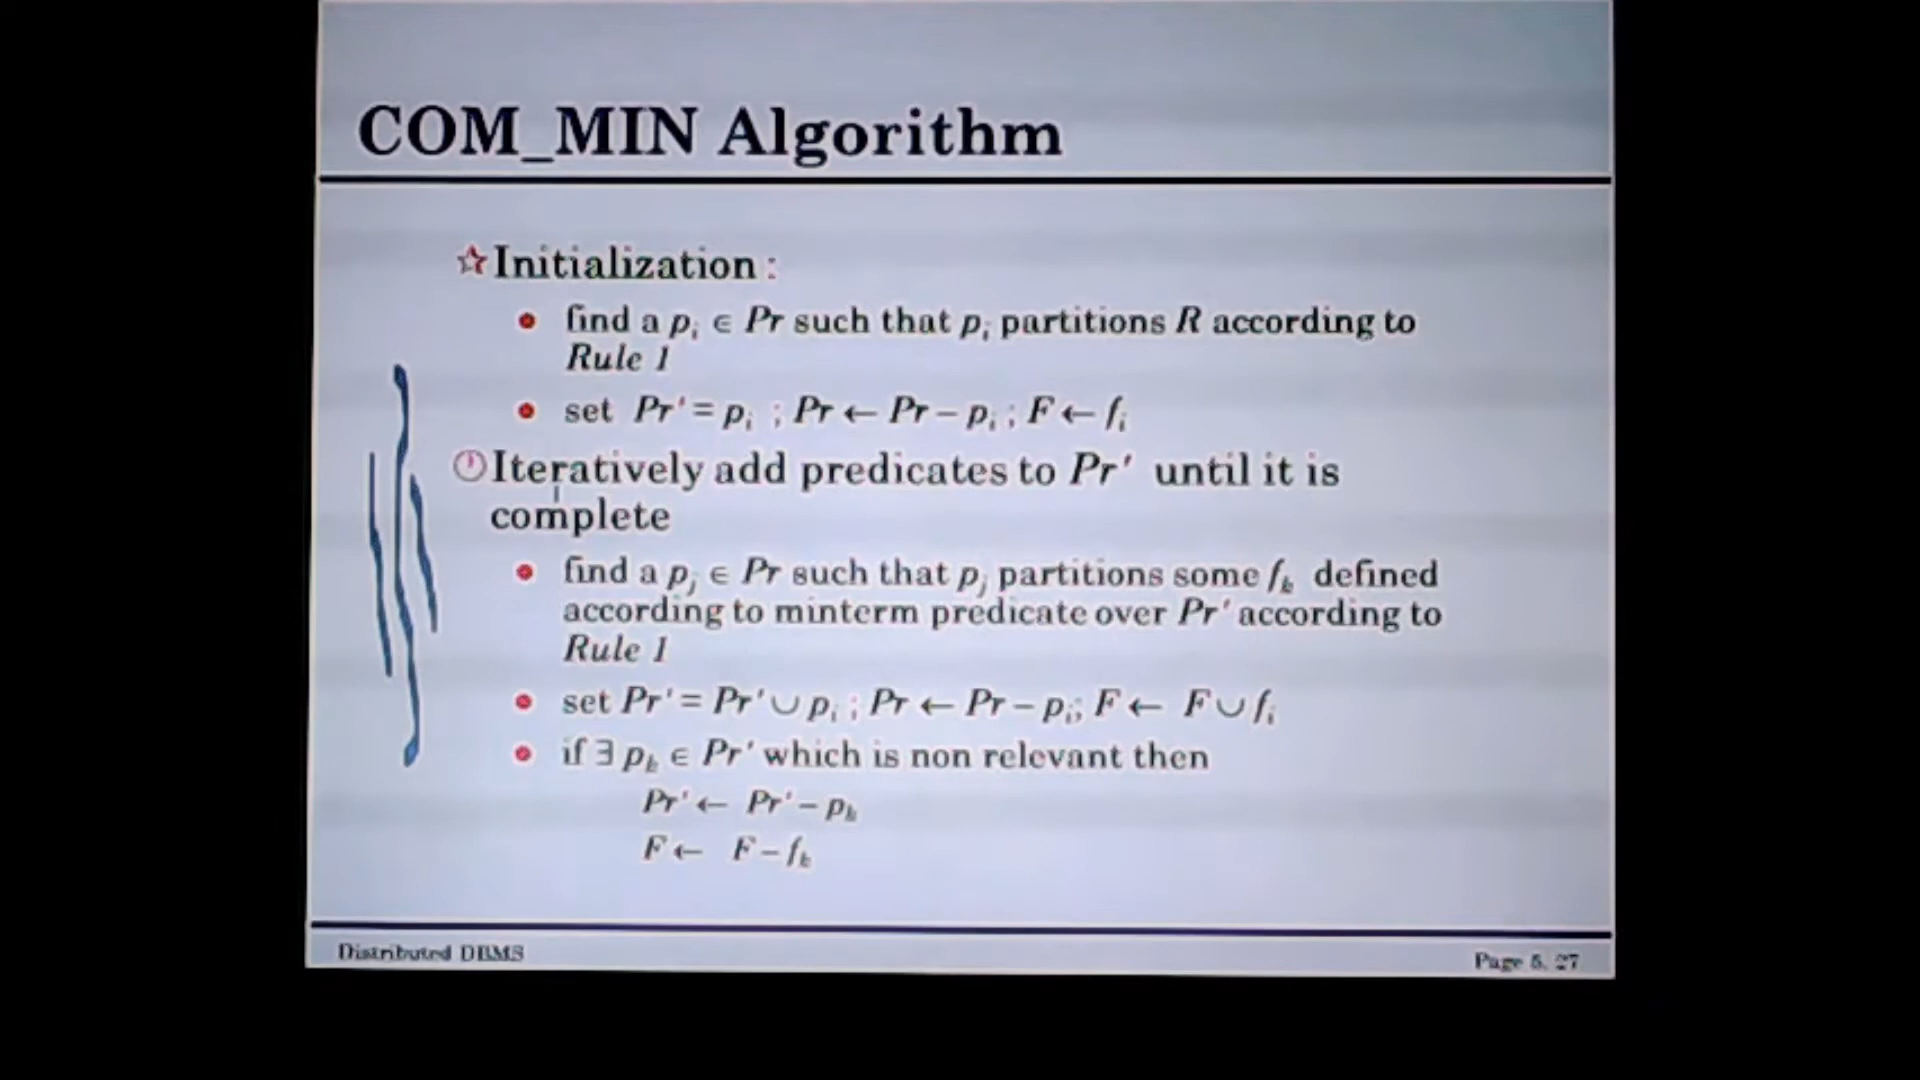 COM_MIN Algorithm
☆Initialization :
• find a pᵢ ∈ Pr such that pᵢ partitions R according to
Rule 1
• set Pr' = pᵢ ; Pr ← Pr – pᵢ ; F ← fᵢ
Iteratively add predicates to Pr' until it is
complete
• find a pⱼ ∈ Pr such that pⱼ partitions some fₖ defined
according to minterm predicate over Pr' according to
Rule 1
• set Pr' = Pr' ∪ pᵢ ; Pr ← Pr – pᵢ; F ← F ∪ fᵢ
• if ∃ pₖ ∈ Pr' which is non relevant then
Pr' ← Pr' – pₖ
F ← F – fₖ
Distributed DBMS
Page 5. 27